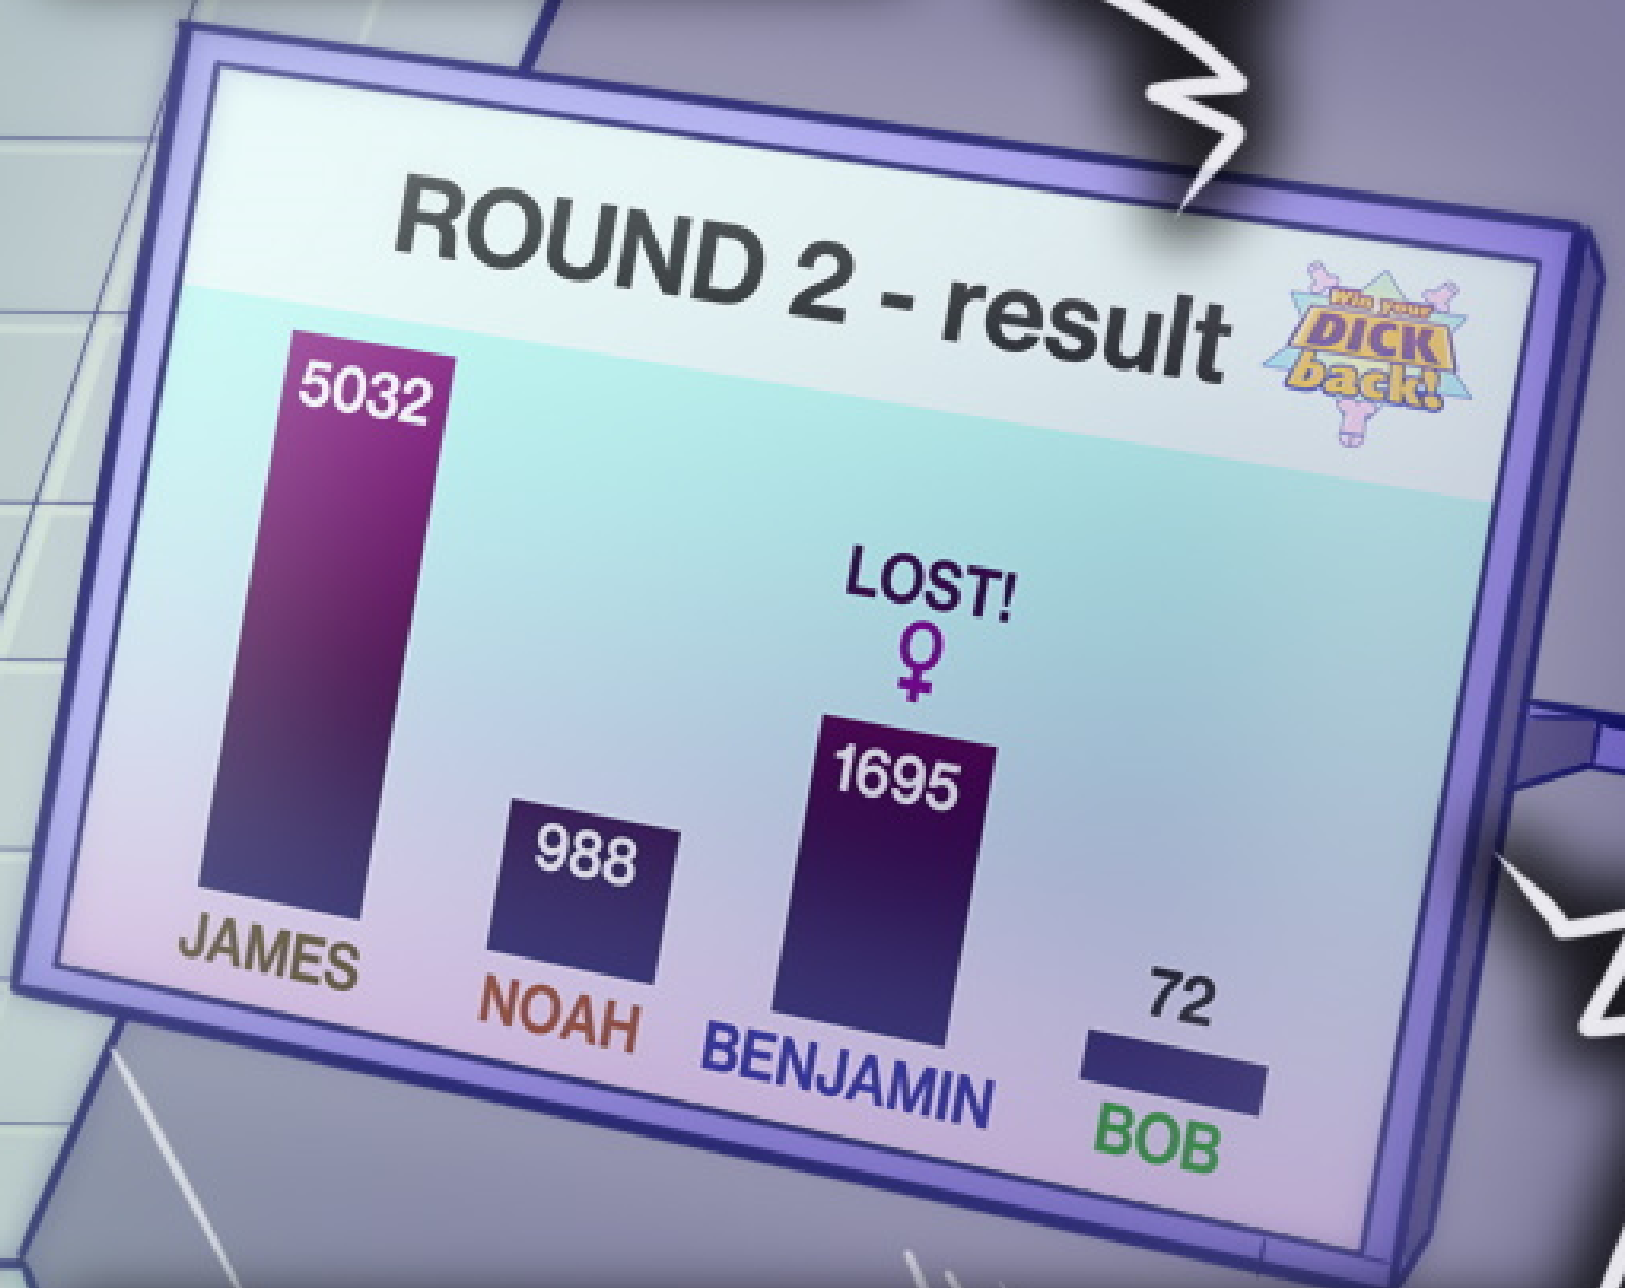 ROUND 2 - result
Win your
DICK
back!
5032
LOST!
♀
1695
988
72
JAMES
NOAH
BENJAMIN
BOB